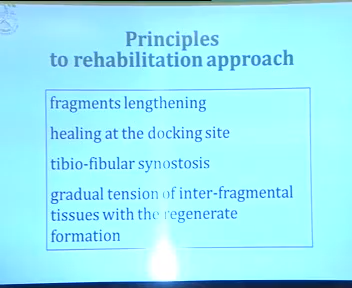 Principles
to rehabilitation approach
fragments lengthening
healing at the docking site
tibio-fibular synostosis
gradual tension of inter-fragmental
tissues with the regenerate
formation